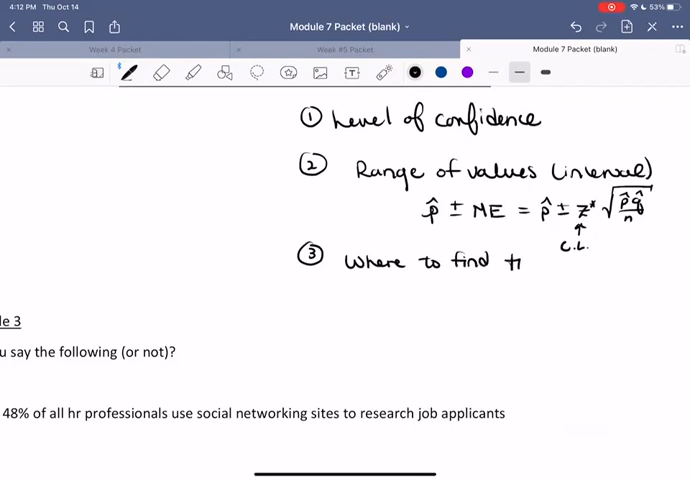 4:12 PM Thu Oct 14
53%
Module 7 Packet (blank)
Week 4 Packet
Week #5 Packet
Module 7 Packet (blank)
① Level of confidence
② Range of values (interval)
p̂ ± ME = p̂ ± z* √(p̂q̂/n)
↑
C.L.
③ Where to find th
le 3
u say the following (or not)?
48% of all hr professionals use social networking sites to research job applicants